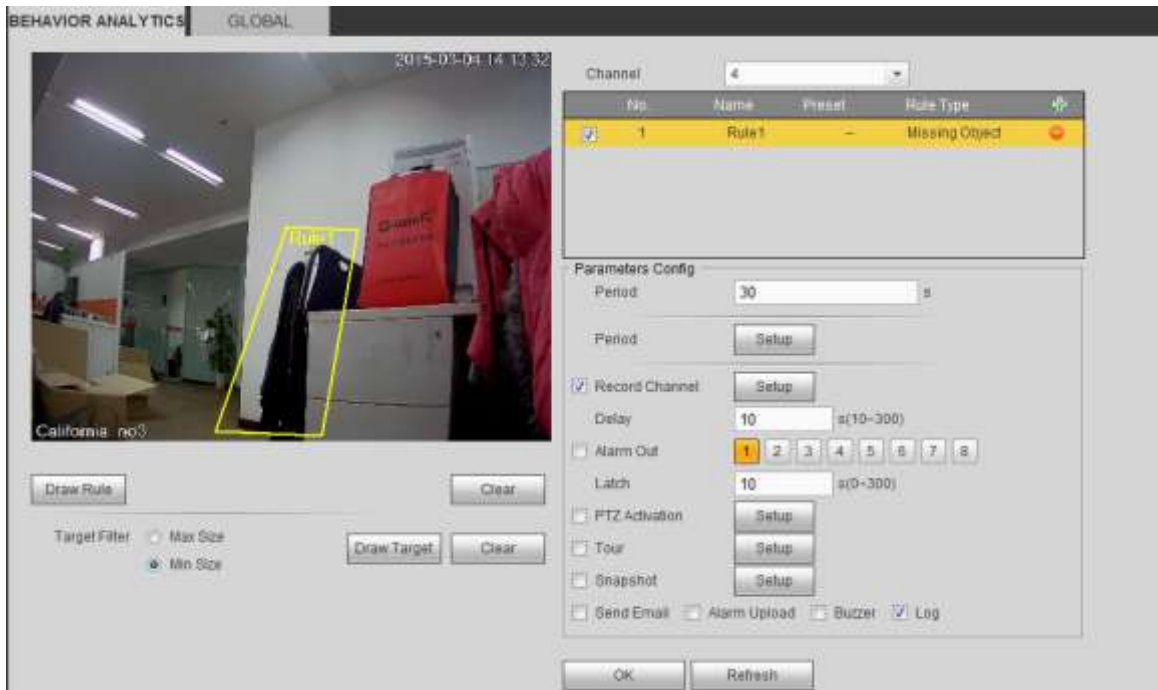 BEHAVIOR ANALYTICS
GLOBAL
2015-03-04 14:13:32
Rule1
California no3
Draw Rule
Clear
Target Filter
Max Size
Min Size
Draw Target
Clear
Channel
4
No. Name Preset Rule Type
1 Rule1 -- Missing Object
Parameters Config
Period 30 s
Period Setup
Record Channel Setup
Delay 10 s(10~300)
Alarm Out 1 2 3 4 5 6 7 8
Latch 10 s(0~300)
PTZ Activation Setup
Tour Setup
Snapshot Setup
Send Email Alarm Upload Buzzer Log
OK Refresh